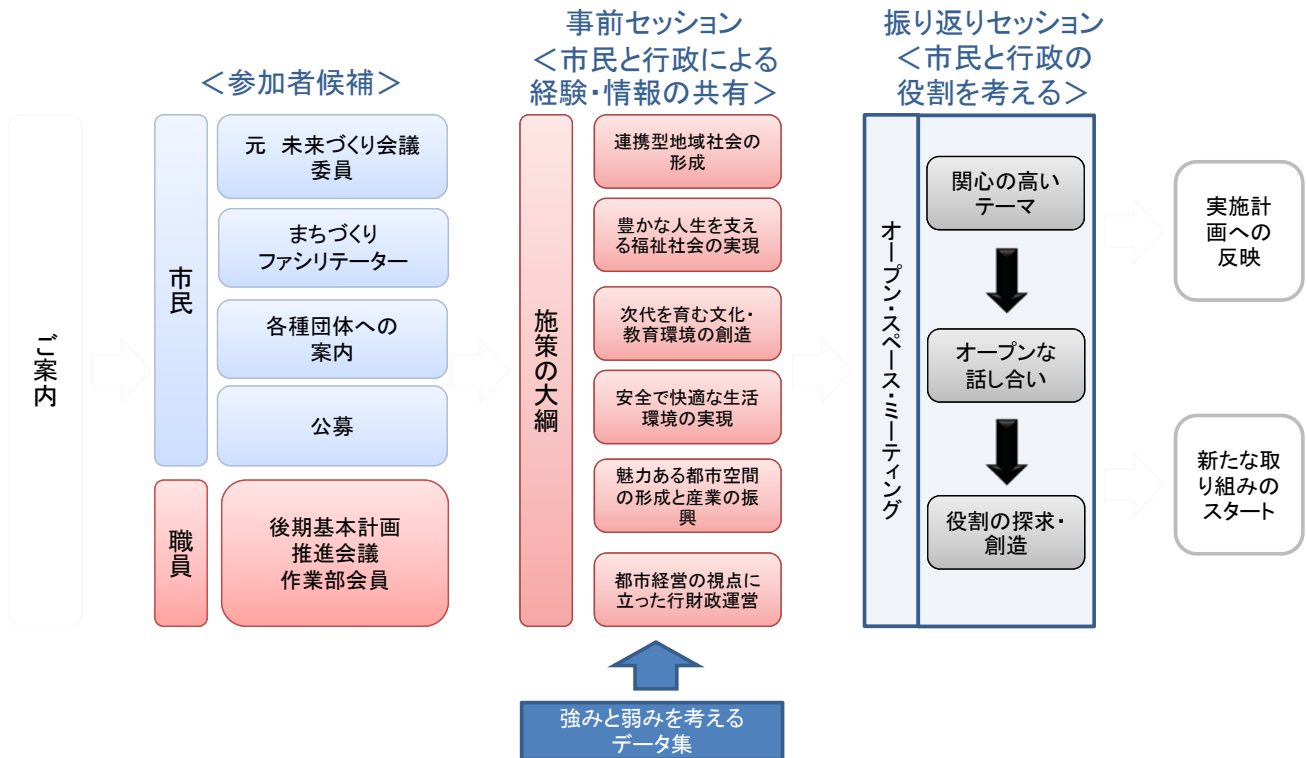 ご案内
＜参加者候補＞
市民
元　未来づくり会議
委員
まちづくり
ファシリテーター
各種団体への
案内
公募
職員
後期基本計画
推進会議
作業部会員
事前セッション
＜市民と行政による
経験・情報の共有＞
施策の大綱
連携型地域社会の
形成
豊かな人生を支え
る福祉社会の実現
次代を育む文化・
教育環境の創造
安全で快適な生活
環境の実現
魅力ある都市空間
の形成と産業の振
興
都市経営の視点に
立った行財政運営
強みと弱みを考える
データ集
振り返りセッション
＜市民と行政の
役割を考える＞
オープン・スペース・ミーティング
関心の高い
テーマ
オープンな
話し合い
役割の探求・
創造
実施計
画への
反映
新たな取
り組みの
スタート